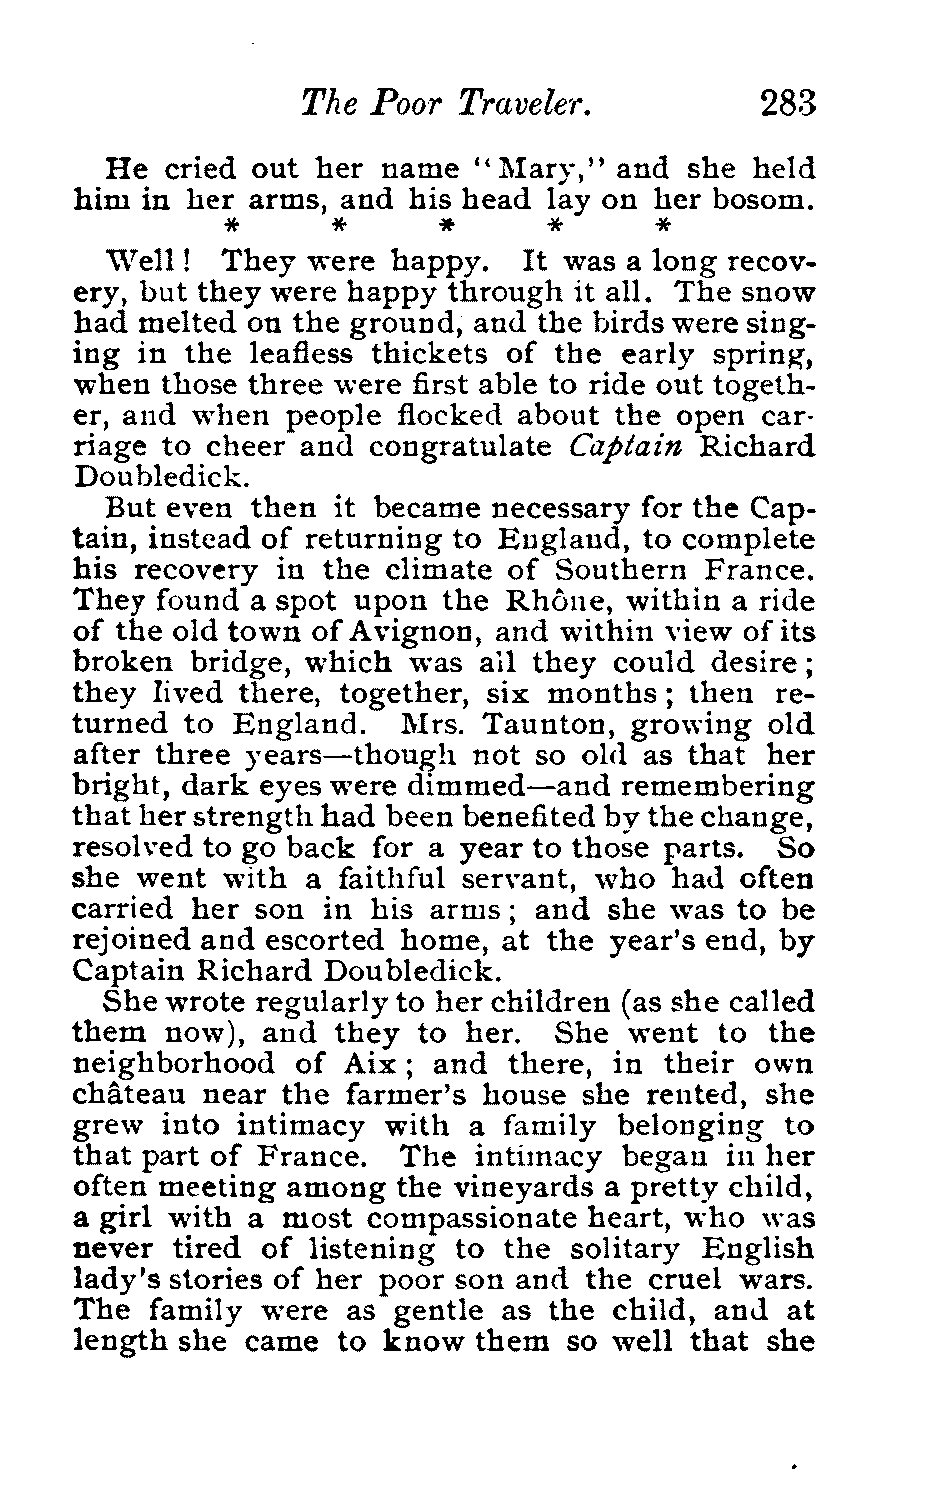 The Poor Traveler. 283
He cried out her name "Mary," and she held
him in her arms, and his head lay on her bosom.
* * * * *
Well! They were happy. It was a long recov-
ery, but they were happy through it all. The snow
had melted on the ground, and the birds were sing-
ing in the leafless thickets of the early spring,
when those three were first able to ride out togeth-
er, and when people flocked about the open car-
riage to cheer and congratulate Captain Richard
Doubledick.
But even then it became necessary for the Cap-
tain, instead of returning to England, to complete
his recovery in the climate of Southern France.
They found a spot upon the Rhône, within a ride
of the old town of Avignon, and within view of its
broken bridge, which was all they could desire;
they lived there, together, six months; then re-
turned to England. Mrs. Taunton, growing old
after three years—though not so old as that her
bright, dark eyes were dimmed—and remembering
that her strength had been benefited by the change,
resolved to go back for a year to those parts. So
she went with a faithful servant, who had often
carried her son in his arms; and she was to be
rejoined and escorted home, at the year's end, by
Captain Richard Doubledick.
She wrote regularly to her children (as she called
them now), and they to her. She went to the
neighborhood of Aix; and there, in their own
château near the farmer's house she rented, she
grew into intimacy with a family belonging to
that part of France. The intimacy began in her
often meeting among the vineyards a pretty child,
a girl with a most compassionate heart, who was
never tired of listening to the solitary English
lady's stories of her poor son and the cruel wars.
The family were as gentle as the child, and at
length she came to know them so well that she